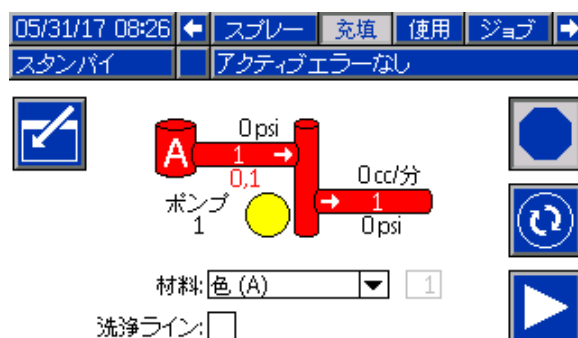 05/31/17 08:26 スプレー 充填 使用 ジョブ
スタンバイ アクティブエラーなし
0 psi
A 1
0,1
0 cc/分
ポンプ 1
1
0 psi
材料: 色 (A) 1
洗浄ライン: